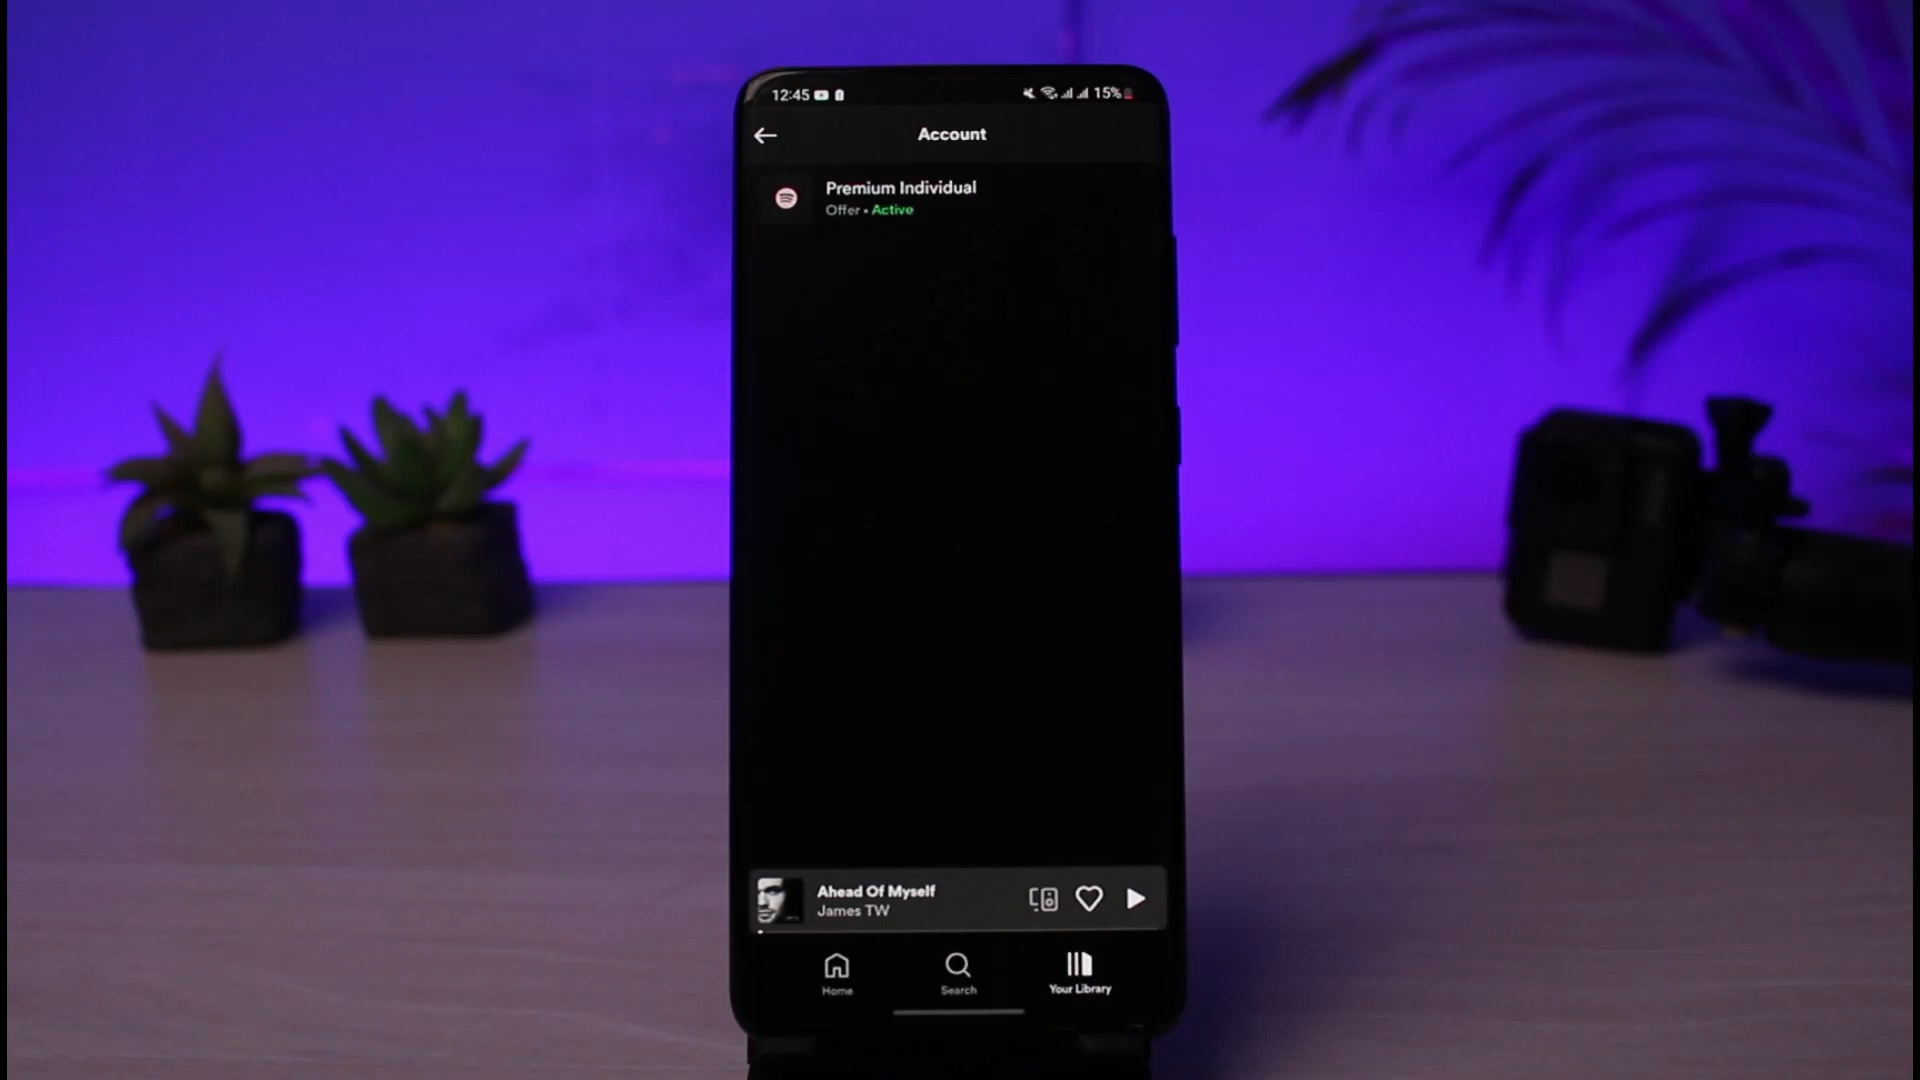 12:45
15%
Account
Premium Individual
Offer • Active
Ahead Of Myself
James TW
Home
Search
Your Library